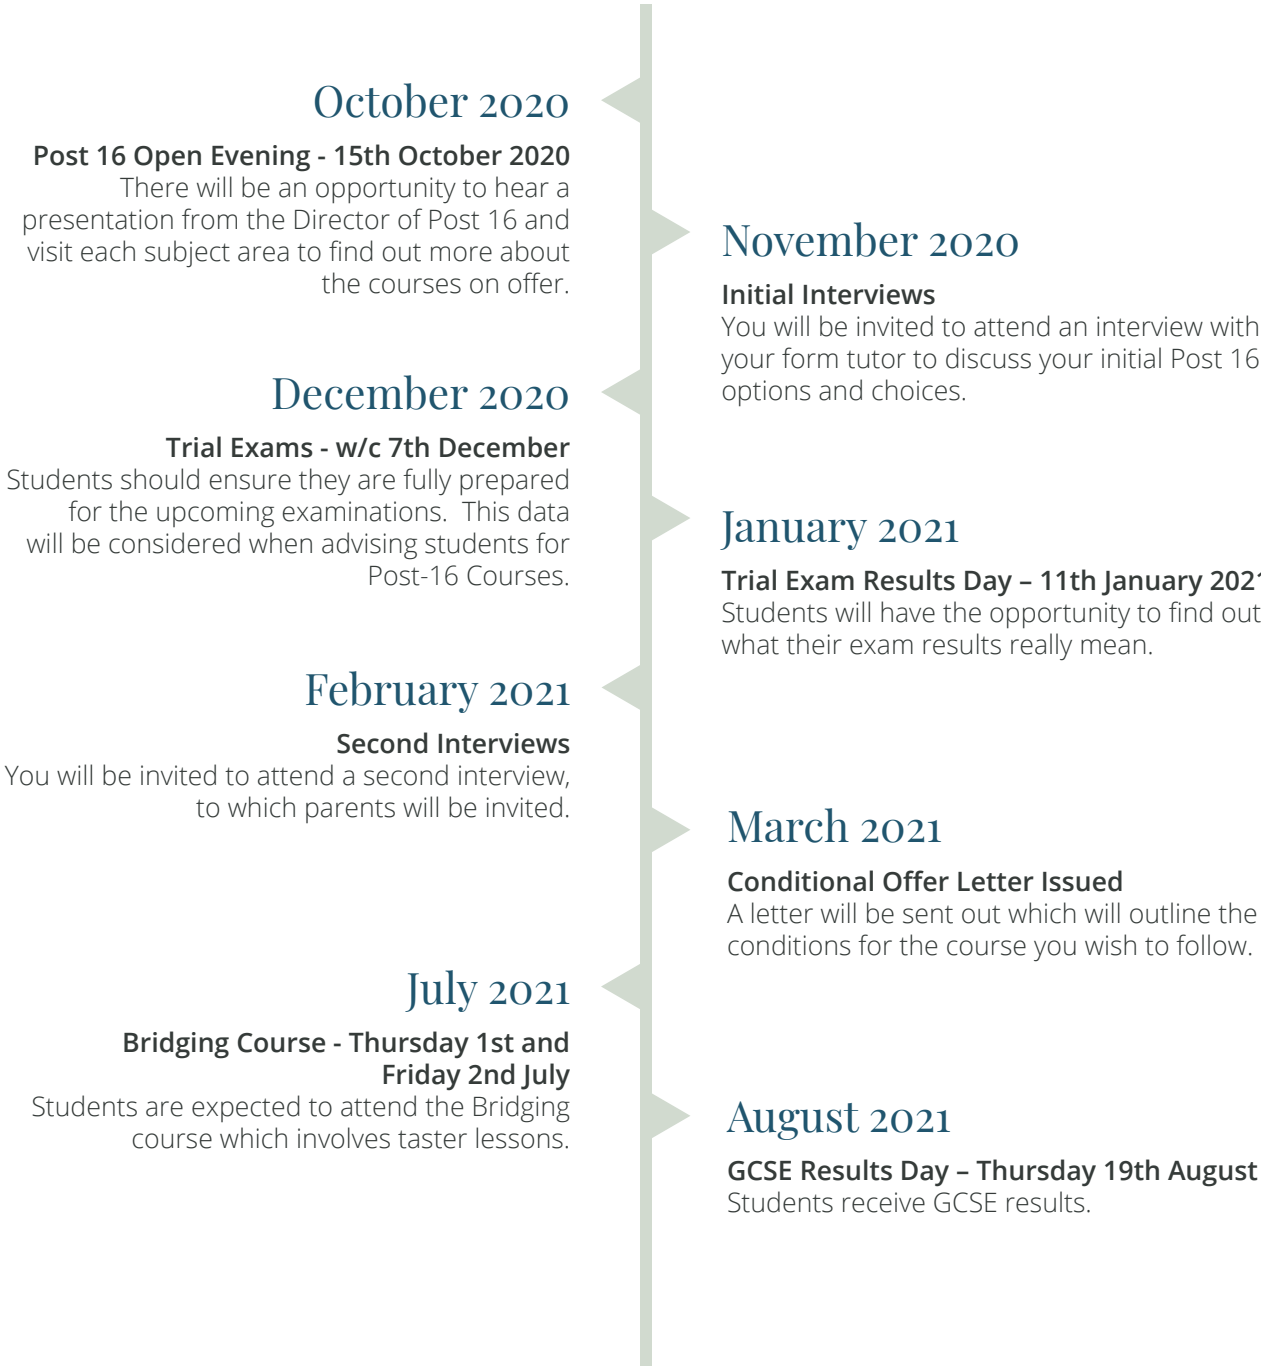 October 2020
Post 16 Open Evening - 15th October 2020
There will be an opportunity to hear a
presentation from the Director of Post 16 and
visit each subject area to find out more about
the courses on offer.
November 2020
Initial Interviews
You will be invited to attend an interview with
your form tutor to discuss your initial Post 16
options and choices.
December 2020
Trial Exams - w/c 7th December
Students should ensure they are fully prepared
for the upcoming examinations.  This data
will be considered when advising students for
Post-16 Courses.
January 2021
Trial Exam Results Day – 11th January 2021
Students will have the opportunity to find out
what their exam results really mean.
February 2021
Second Interviews
You will be invited to attend a second interview,
to which parents will be invited.
March 2021
Conditional Offer Letter Issued
A letter will be sent out which will outline the
conditions for the course you wish to follow.
July 2021
Bridging Course - Thursday 1st and
Friday 2nd July
Students are expected to attend the Bridging
course which involves taster lessons.
August 2021
GCSE Results Day – Thursday 19th August
Students receive GCSE results.